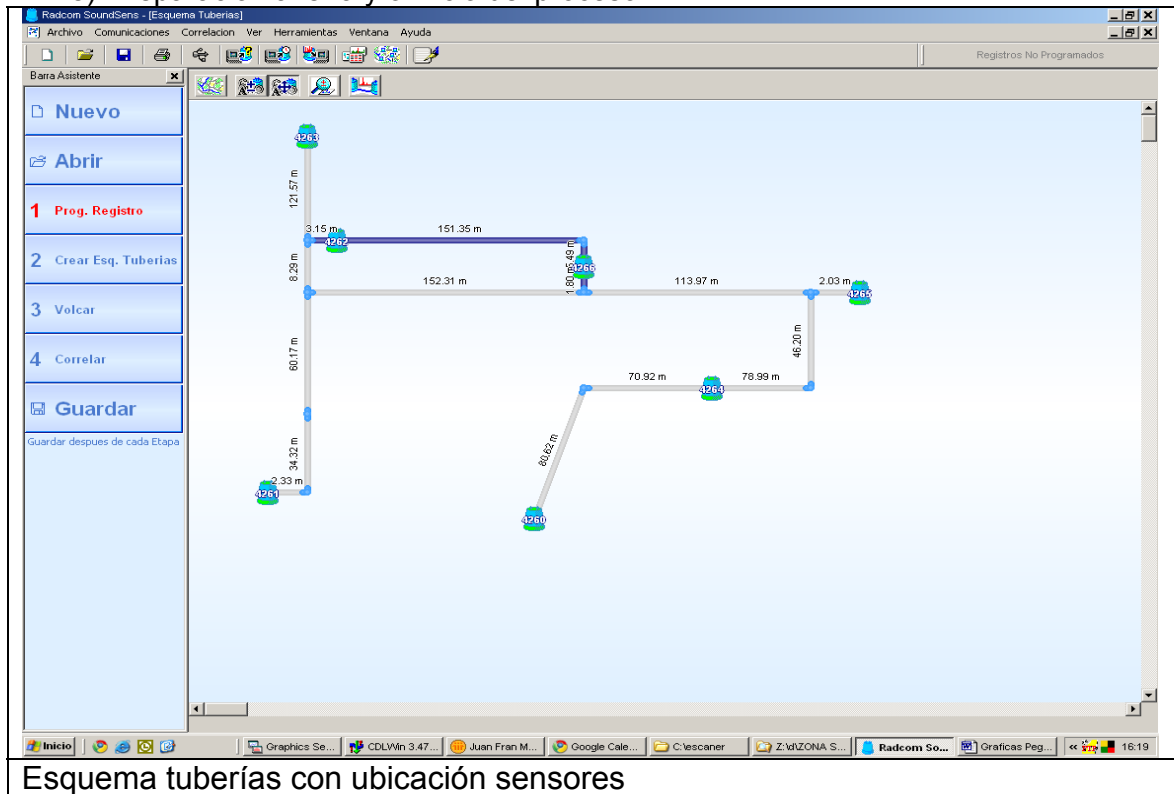 Radcom SoundSens - [Esquema Tuberias]
Archivo Comunicaciones Correlacion Ver Herramientas Ventana Ayuda
Registros No Programados
Barra Asistente
Nuevo
Abrir
1 Prog. Registro
2 Crear Esq. Tuberias
3 Volcar
4 Correlar
Guardar
Guardar despues de cada Etapa
4263
121.57 m
3.15 m
4262
151.35 m
4266
8.29 m
1.80 m
152.31 m
113.97 m
2.03 m
4265
60.17 m
46.20 m
70.92 m
4264
78.99 m
34.32 m
80.62 m
2.33 m
4261
4260
Inicio
Graphics Se...
CDLWin 3.47...
Juan Fran M...
Google Cale...
C:\escaner
Z:\d\ZONA S...
Radcom So...
Graficas Peg...
16:19
Esquema tuberías con ubicación sensores